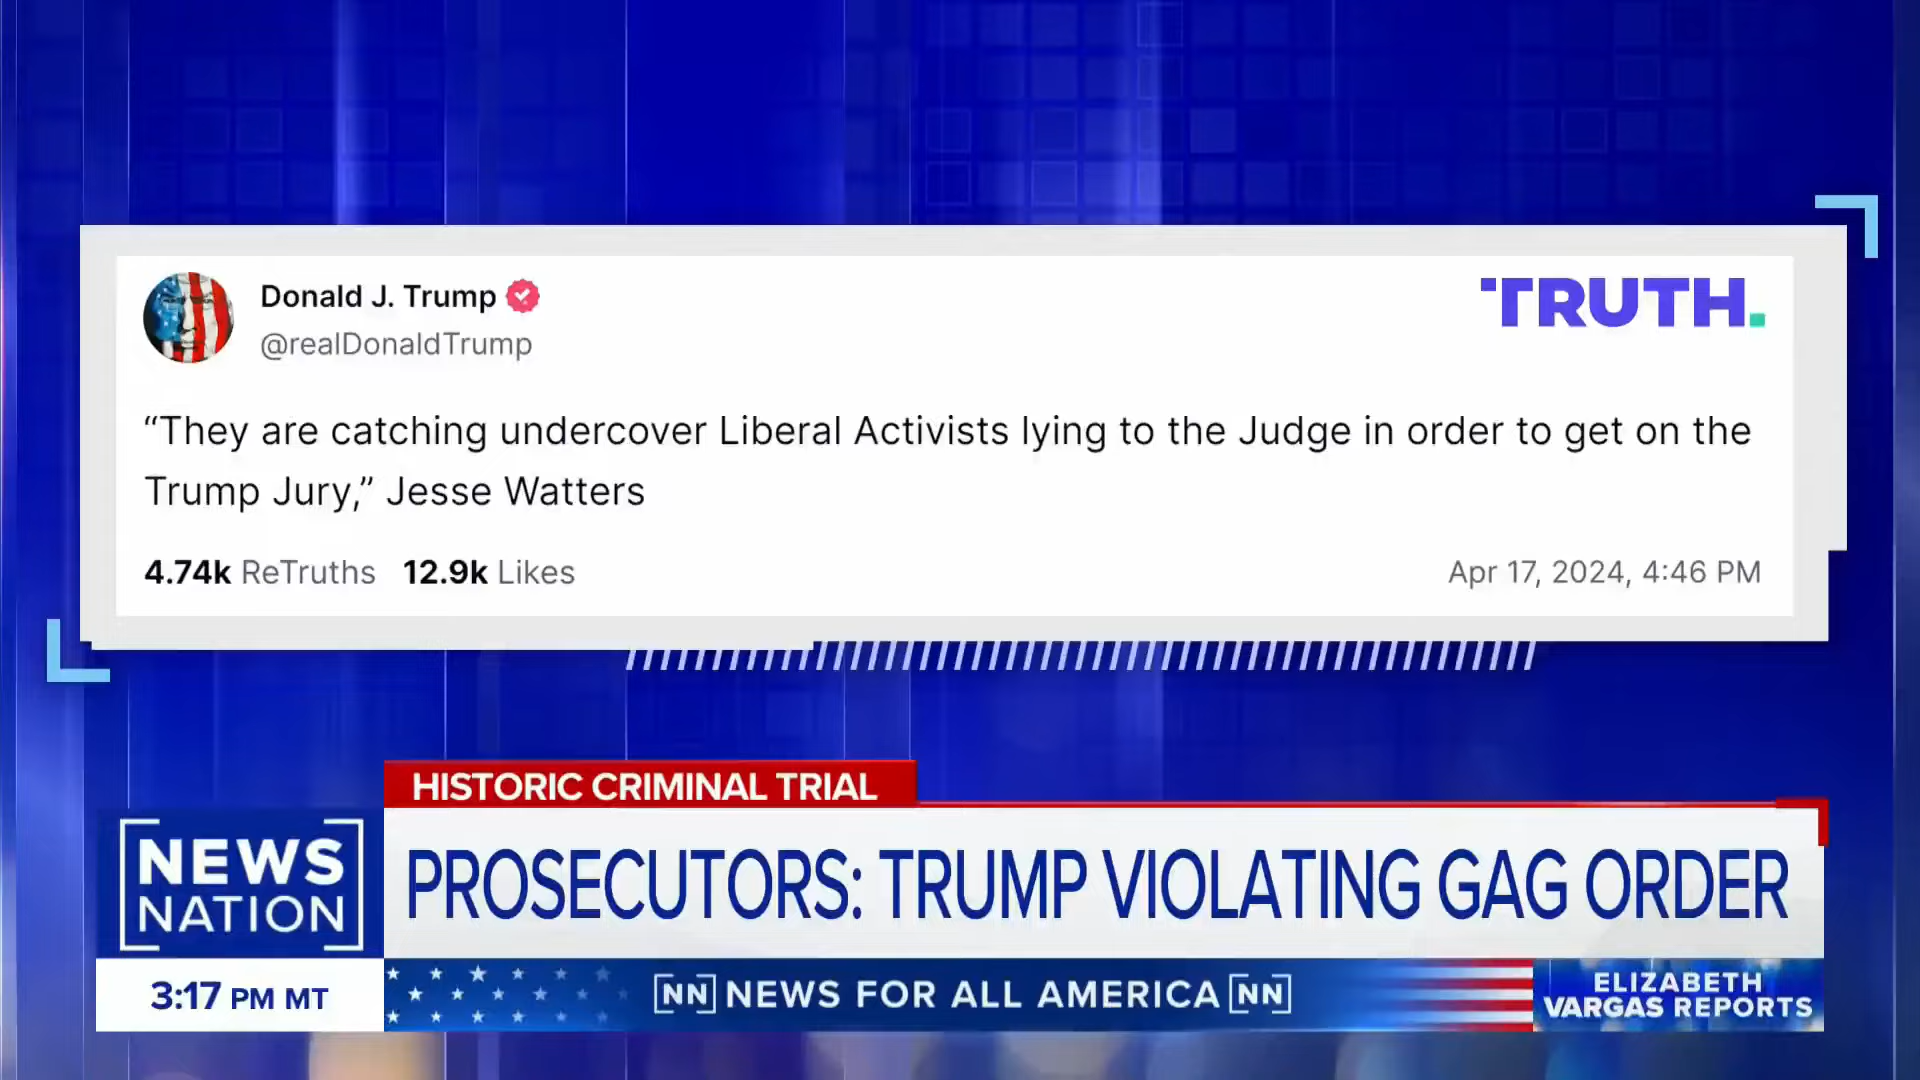 Donald J. Trump
@realDonaldTrump
TRUTH.
“They are catching undercover Liberal Activists lying to the Judge in order to get on the
Trump Jury,” Jesse Watters
4.74k ReTruths 12.9k Likes
Apr 17, 2024, 4:46 PM
HISTORIC CRIMINAL TRIAL
NEWS
NATION
PROSECUTORS: TRUMP VIOLATING GAG ORDER
3:17 PM MT
NN NEWS FOR ALL AMERICA NN
ELIZABETH
VARGAS REPORTS